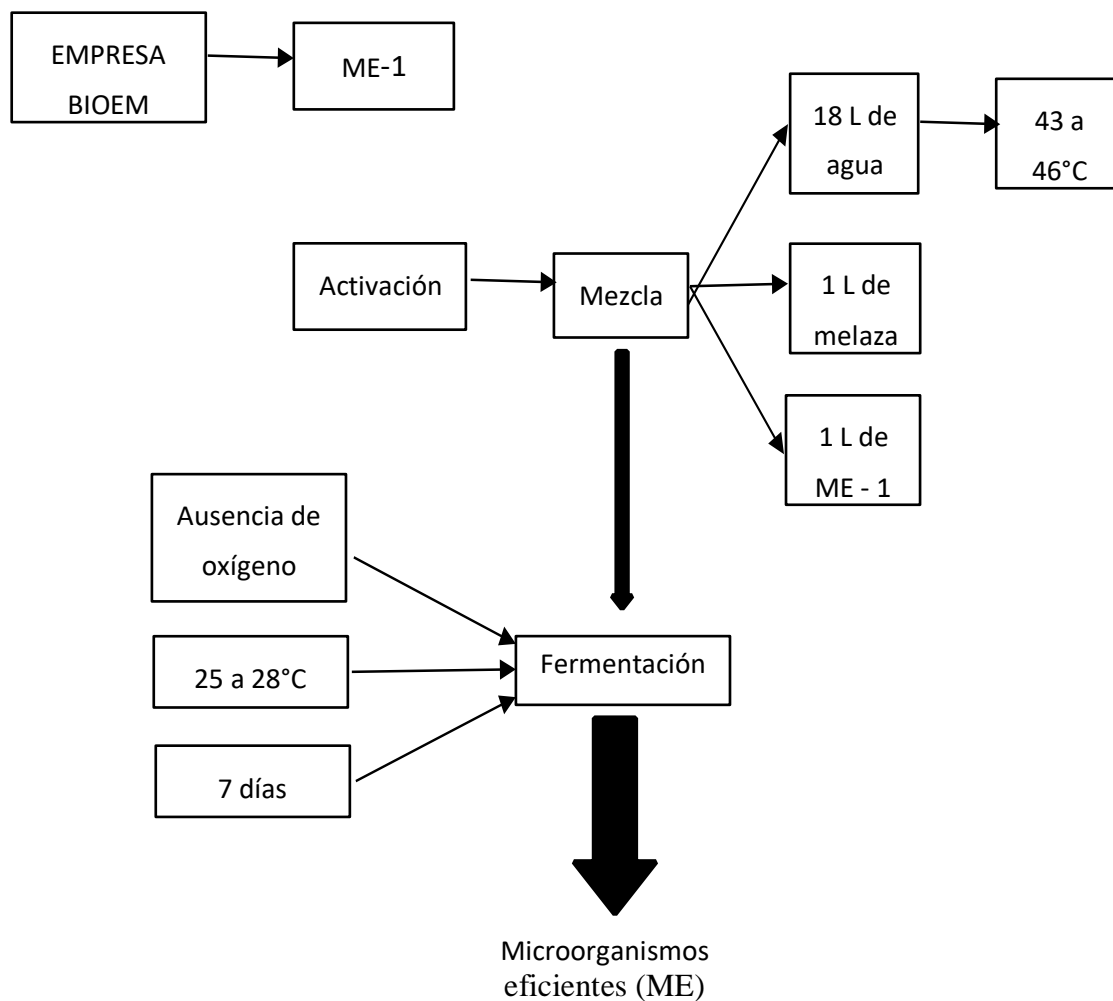 EMPRESA
BIOEM
ME-1
18 L de
agua
43 a
46°C
Activación
Mezcla
1 L de
melaza
1 L de
ME - 1
Ausencia de
oxígeno
25 a 28°C
7 días
Fermentación
Microorganismos
eficientes (ME)